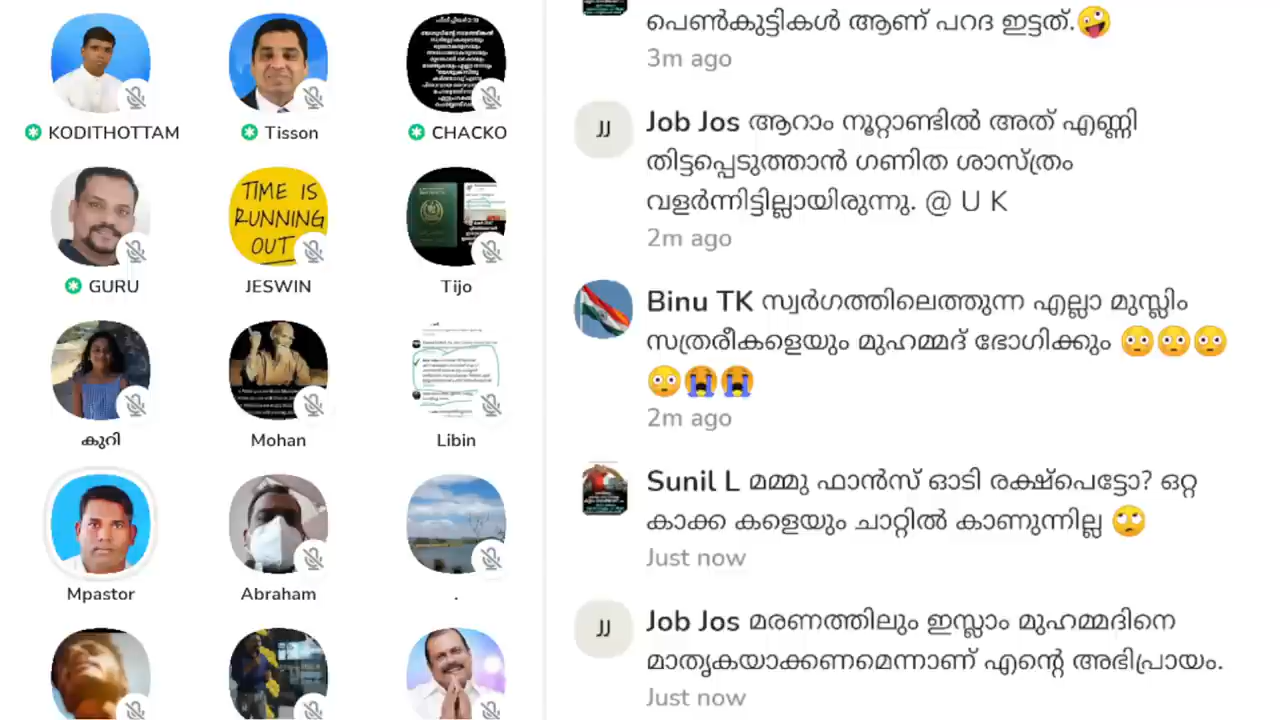 KODITHOTTAM
Tisson
CHACKO
TIME IS
RUNNING
OUT
GURU
JESWIN
Tijo
കുറി
Mohan
Libin
Mpastor
Abraham
.
പെൺകുട്ടികൾ ആണ് പറദ ഇട്ടത്.🤪
3m ago
JJ
Job Jos ആറാം നൂറ്റാണ്ടിൽ അത് എണ്ണി
തിട്ടപ്പെടുത്താൻ ഗണിത ശാസ്ത്രം
വളർന്നിട്ടില്ലായിരുന്നു. @ U K
2m ago
Binu TK സ്വർഗത്തിലെത്തുന്ന എല്ലാ മുസ്ലിം
സത്രരീകളെയും മുഹമ്മദ് ഭോഗിക്കും 😳😳😳
😳😭😭
2m ago
Sunil L മമ്മു ഫാൻസ് ഓടി രക്ഷ്പെട്ടോ? ഒറ്റ
കാക്ക കളെയും ചാറ്റിൽ കാണുന്നില്ല 🙄
Just now
JJ
Job Jos മരണത്തിലും ഇസ്ലാം മുഹമ്മദിനെ
മാതൃകയാക്കണമെന്നാണ് എന്റെ അഭിപ്രായം.
Just now